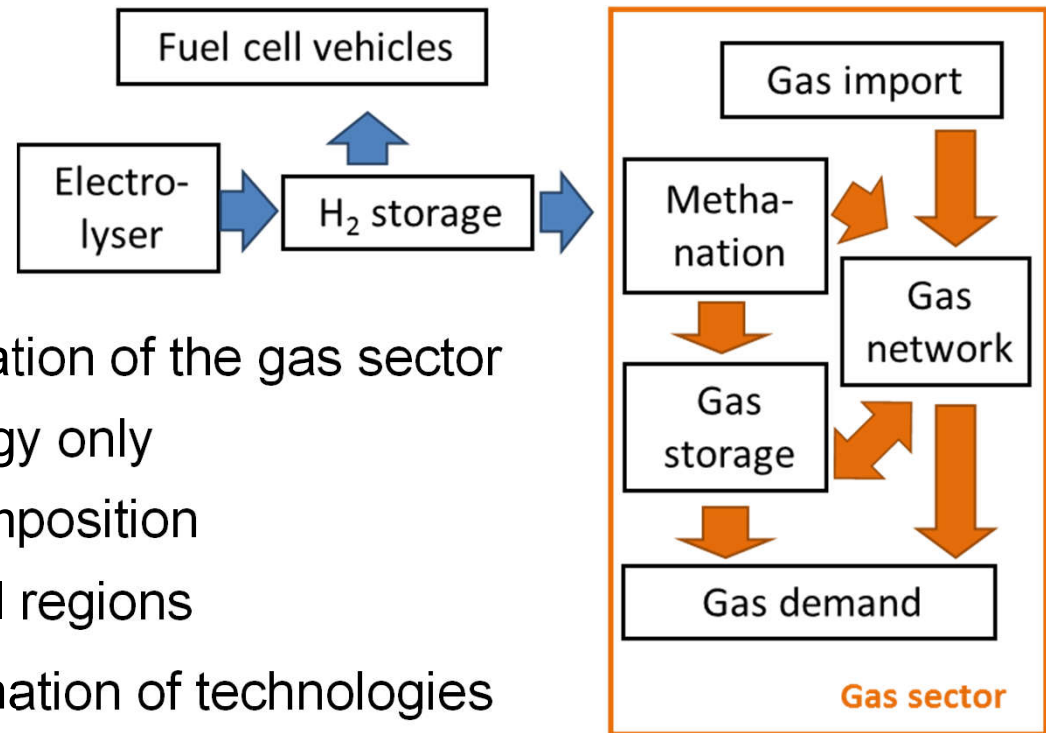 Fuel cell vehicles
Gas import
Electro-
lyser
H₂ storage
Metha-
nation
Gas
network
Gas
storage
Gas demand
Gas sector
ation of the gas sector
gy only
mposition
regions
nation of technologies